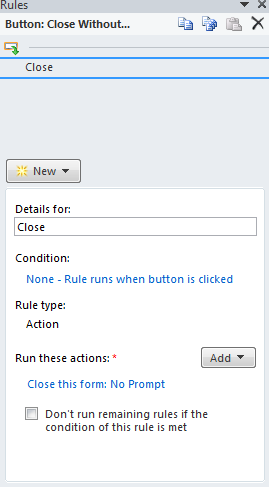 Rules
Button: Close Without...
Close
New
Details for:
Close
Condition:
None - Rule runs when button is clicked
Rule type:
Action
Run these actions: * Add
Close this form: No Prompt
Don't run remaining rules if the
condition of this rule is met